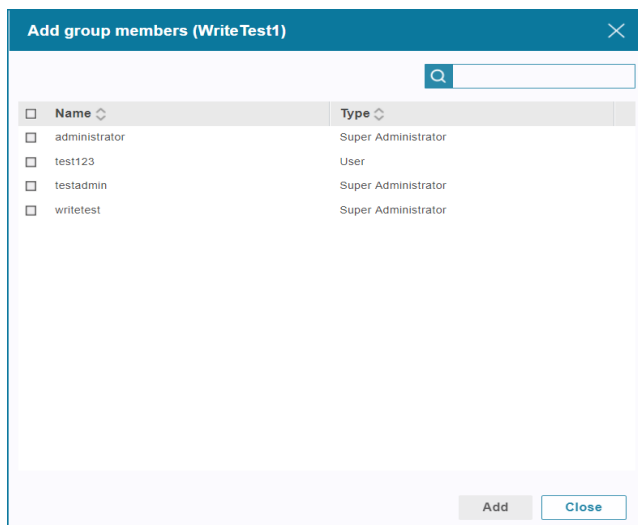 Add group members (WriteTest1)
Name Type
administrator Super Administrator
test123 User
testadmin Super Administrator
writetest Super Administrator
Add Close